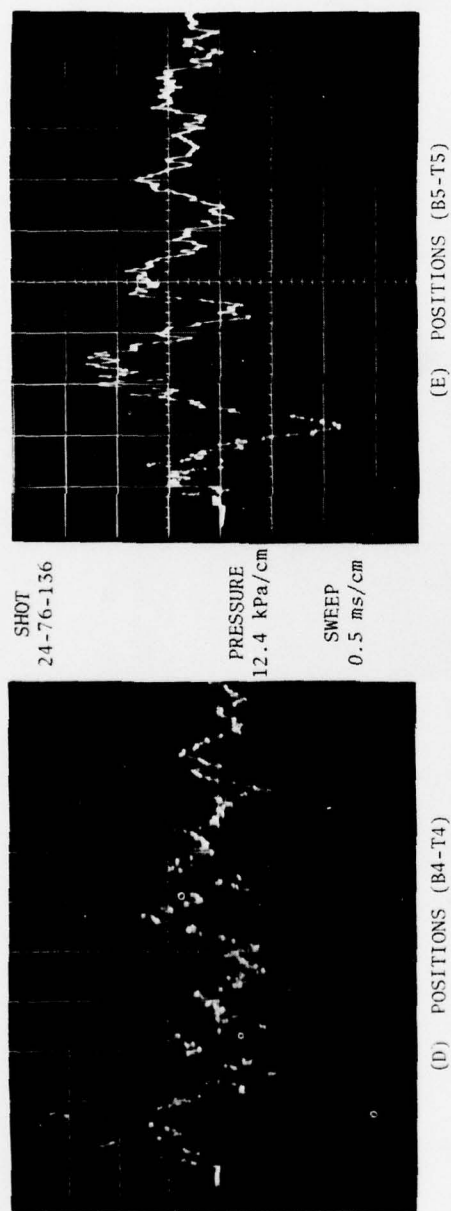 SHOT
24-76-136
PRESSURE
12.4 kPa/cm
SWEEP
0.5 ms/cm
(D) POSITIONS (B4-T4)
(E) POSITIONS (B5-T5)